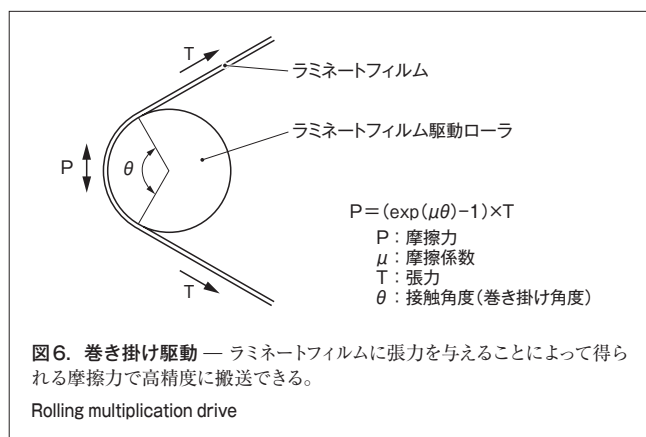 T
ラミネートフィルム
ラミネートフィルム駆動ローラ
P
θ
T
P=(exp(μθ)-1)×T
P:摩擦力
μ:摩擦係数
T:張力
θ:接触角度(巻き掛け角度)
図6. 巻き掛け駆動 — ラミネートフィルムに張力を与えることによって得ら
れる摩擦力で高精度に搬送できる。
Rolling multiplication drive